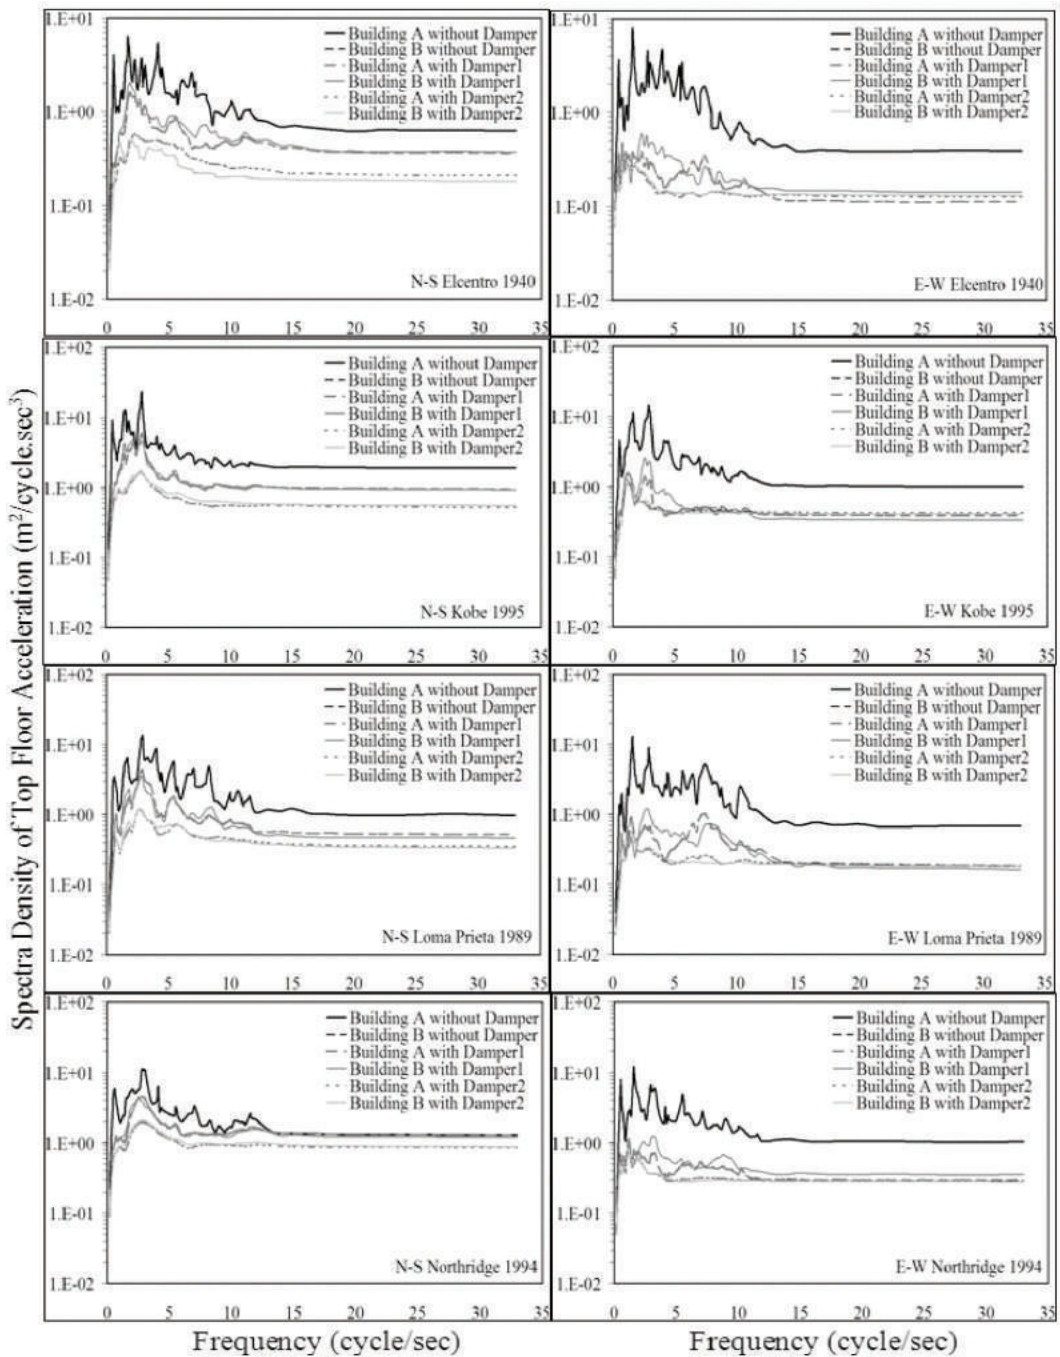 Spectra Density of Top Floor Acceleration (m²/cycle.sec³)
1.E+01
1.E+00
1.E-01
1.E-02
Building A without Damper
Building B without Damper
Building A with Damper1
Building B with Damper1
Building A with Damper2
Building B with Damper2
N-S Elcentro 1940
0 5 10 15 20 25 30 35
1.E+01
1.E+00
1.E-01
1.E-02
Building A without Damper
Building B without Damper
Building A with Damper1
Building B with Damper1
Building A with Damper2
Building B with Damper2
E-W Elcentro 1940
0 5 10 15 20 25 30 35
1.E+02
1.E+01
1.E+00
1.E-01
1.E-02
Building A without Damper
Building B without Damper
Building A with Damper1
Building B with Damper1
Building A with Damper2
Building B with Damper2
N-S Kobe 1995
0 5 10 15 20 25 30 35
1.E+02
1.E+01
1.E+00
1.E-01
1.E-02
Building A without Damper
Building B without Damper
Building A with Damper1
Building B with Damper1
Building A with Damper2
Building B with Damper2
E-W Kobe 1995
0 5 10 15 20 25 30 35
1.E+02
1.E+01
1.E+00
1.E-01
1.E-02
Building A without Damper
Building B without Damper
Building A with Damper1
Building B with Damper1
Building A with Damper2
Building B with Damper2
N-S Loma Prieta 1989
0 5 10 15 20 25 30 35
1.E+02
1.E+01
1.E+00
1.E-01
1.E-02
Building A without Damper
Building B without Damper
Building A with Damper1
Building B with Damper1
Building A with Damper2
Building B with Damper2
E-W Loma Prieta 1989
0 5 10 15 20 25 30 35
1.E+02
1.E+01
1.E+00
1.E-01
1.E-02
Building A without Damper
Building B without Damper
Building A with Damper1
Building B with Damper1
Building A with Damper2
Building B with Damper2
N-S Northridge 1994
0 5 10 15 20 25 30 35
1.E+02
1.E+01
1.E+00
1.E-01
1.E-02
Building A without Damper
Building B without Damper
Building A with Damper1
Building B with Damper1
Building A with Damper2
Building B with Damper2
E-W Northridge 1994
0 5 10 15 20 25 30 35
Frequency (cycle/sec)
Frequency (cycle/sec)